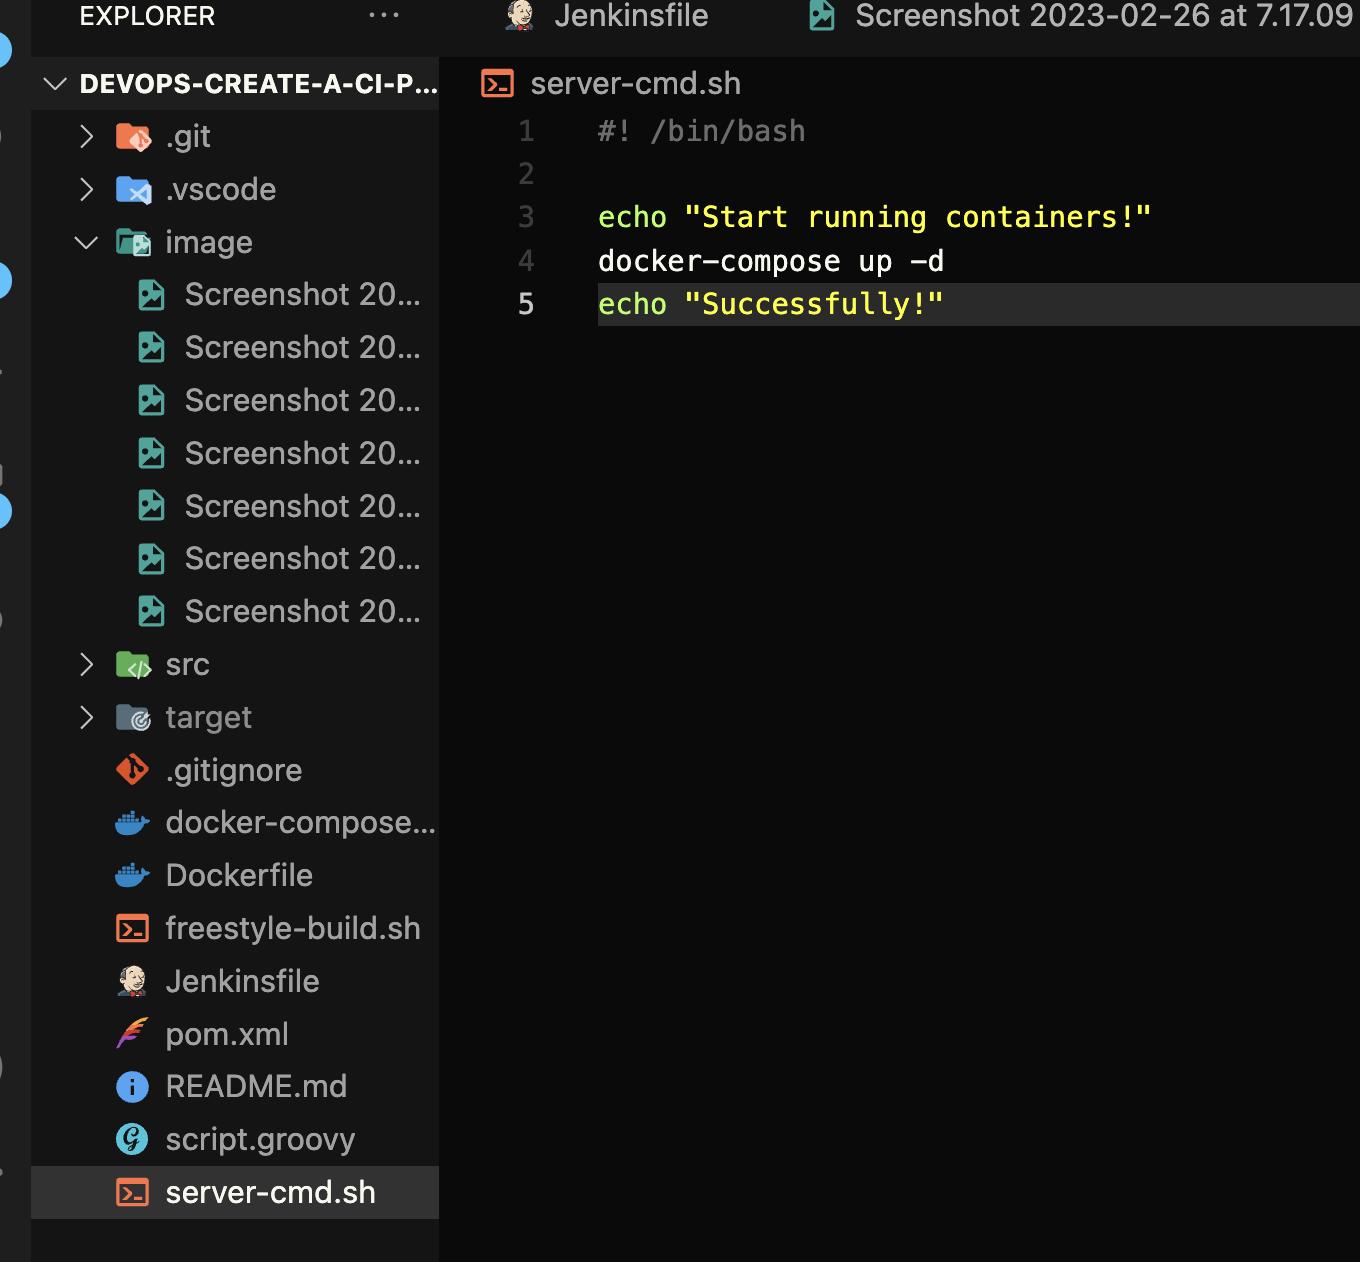 EXPLORER
Jenkinsfile
Screenshot 2023-02-26 at 7.17.09
DEVOPS-CREATE-A-CI-P...
.git
.vscode
image
Screenshot 20...
Screenshot 20...
Screenshot 20...
Screenshot 20...
Screenshot 20...
Screenshot 20...
Screenshot 20...
src
target
.gitignore
docker-compose...
Dockerfile
freestyle-build.sh
Jenkinsfile
pom.xml
README.md
script.groovy
server-cmd.sh
server-cmd.sh
1 #! /bin/bash
2
3 echo "Start running containers!"
4 docker-compose up -d
5 echo "Successfully!"